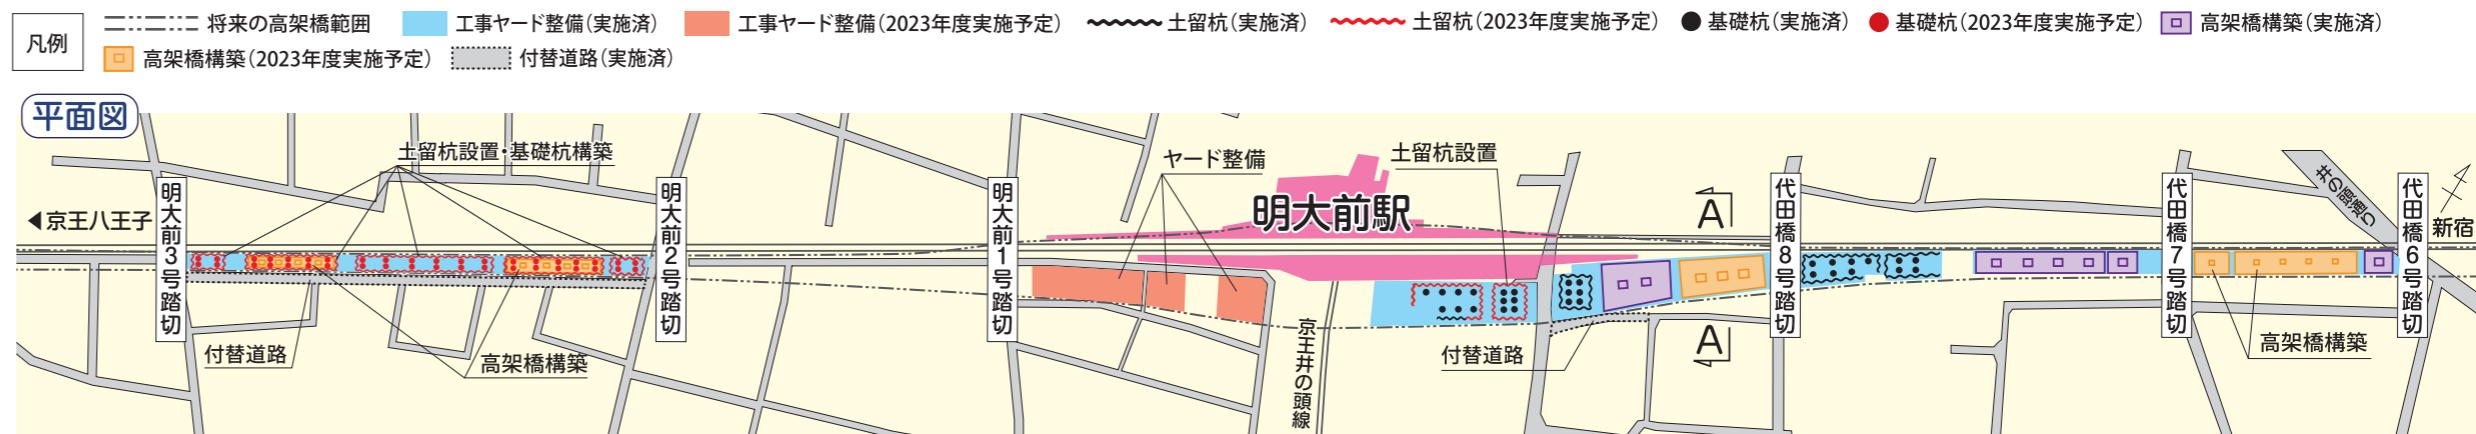 凡例
将来の高架橋範囲
工事ヤード整備（実施済）
工事ヤード整備（2023年度実施予定）
土留杭（実施済）
土留杭（2023年度実施予定）
基礎杭（実施済）
基礎杭（2023年度実施予定）
高架橋構築（実施済）
高架橋構築（2023年度実施予定）
付替道路（実施済）
平面図
土留杭設置・基礎杭構築
ヤード整備
土留杭設置
明大前駅
◀京王八王子
明大前3号踏切
明大前2号踏切
明大前1号踏切
代田橋8号踏切
代田橋7号踏切
代田橋6号踏切
井の頭通り
新宿
A
A
付替道路
高架橋構築
京王井の頭線
付替道路
高架橋構築